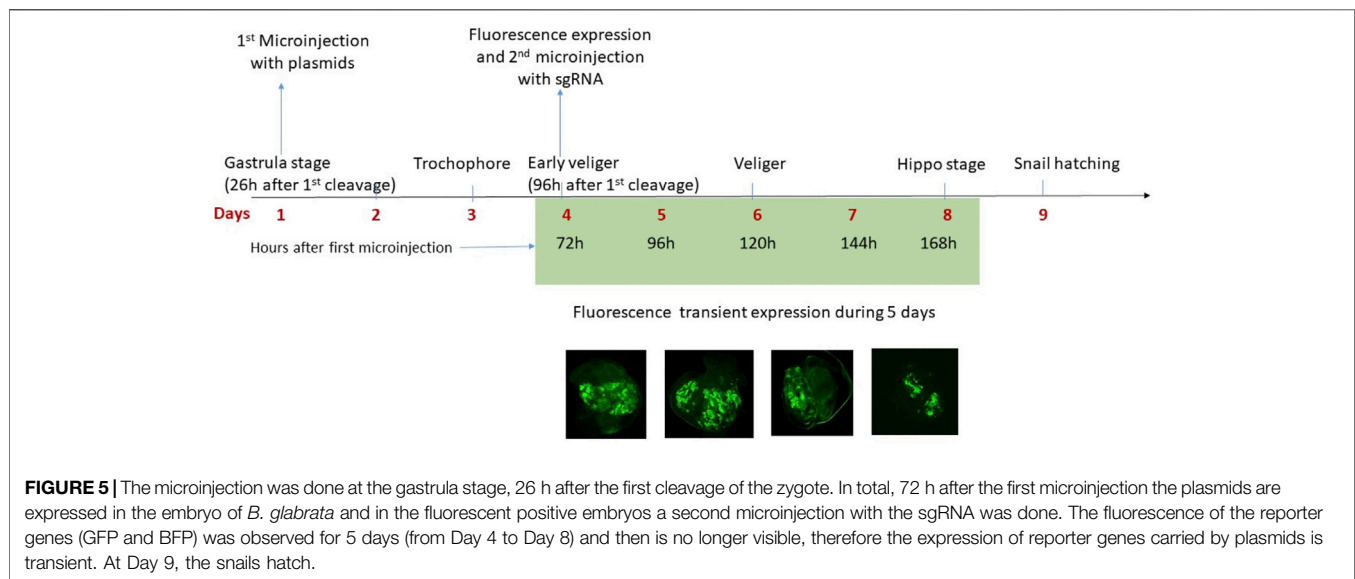 1st Microinjection
with plasmids
Fluorescence expression
and 2nd microinjection
with sgRNA
Gastrula stage
(26h after 1st cleavage)
Trochophore
Early veliger
(96h after 1st cleavage)
Veliger
Hippo stage
Snail hatching
Days 1 2 3 4 5 6 7 8 9
Hours after first microinjection 72h 96h 120h 144h 168h
Fluorescence transient expression during 5 days
FIGURE 5 | The microinjection was done at the gastrula stage, 26 h after the first cleavage of the zygote. In total, 72 h after the first microinjection the plasmids are
expressed in the embryo of B. glabrata and in the fluorescent positive embryos a second microinjection with the sgRNA was done. The fluorescence of the reporter
genes (GFP and BFP) was observed for 5 days (from Day 4 to Day 8) and then is no longer visible, therefore the expression of reporter genes carried by plasmids is
transient. At Day 9, the snails hatch.